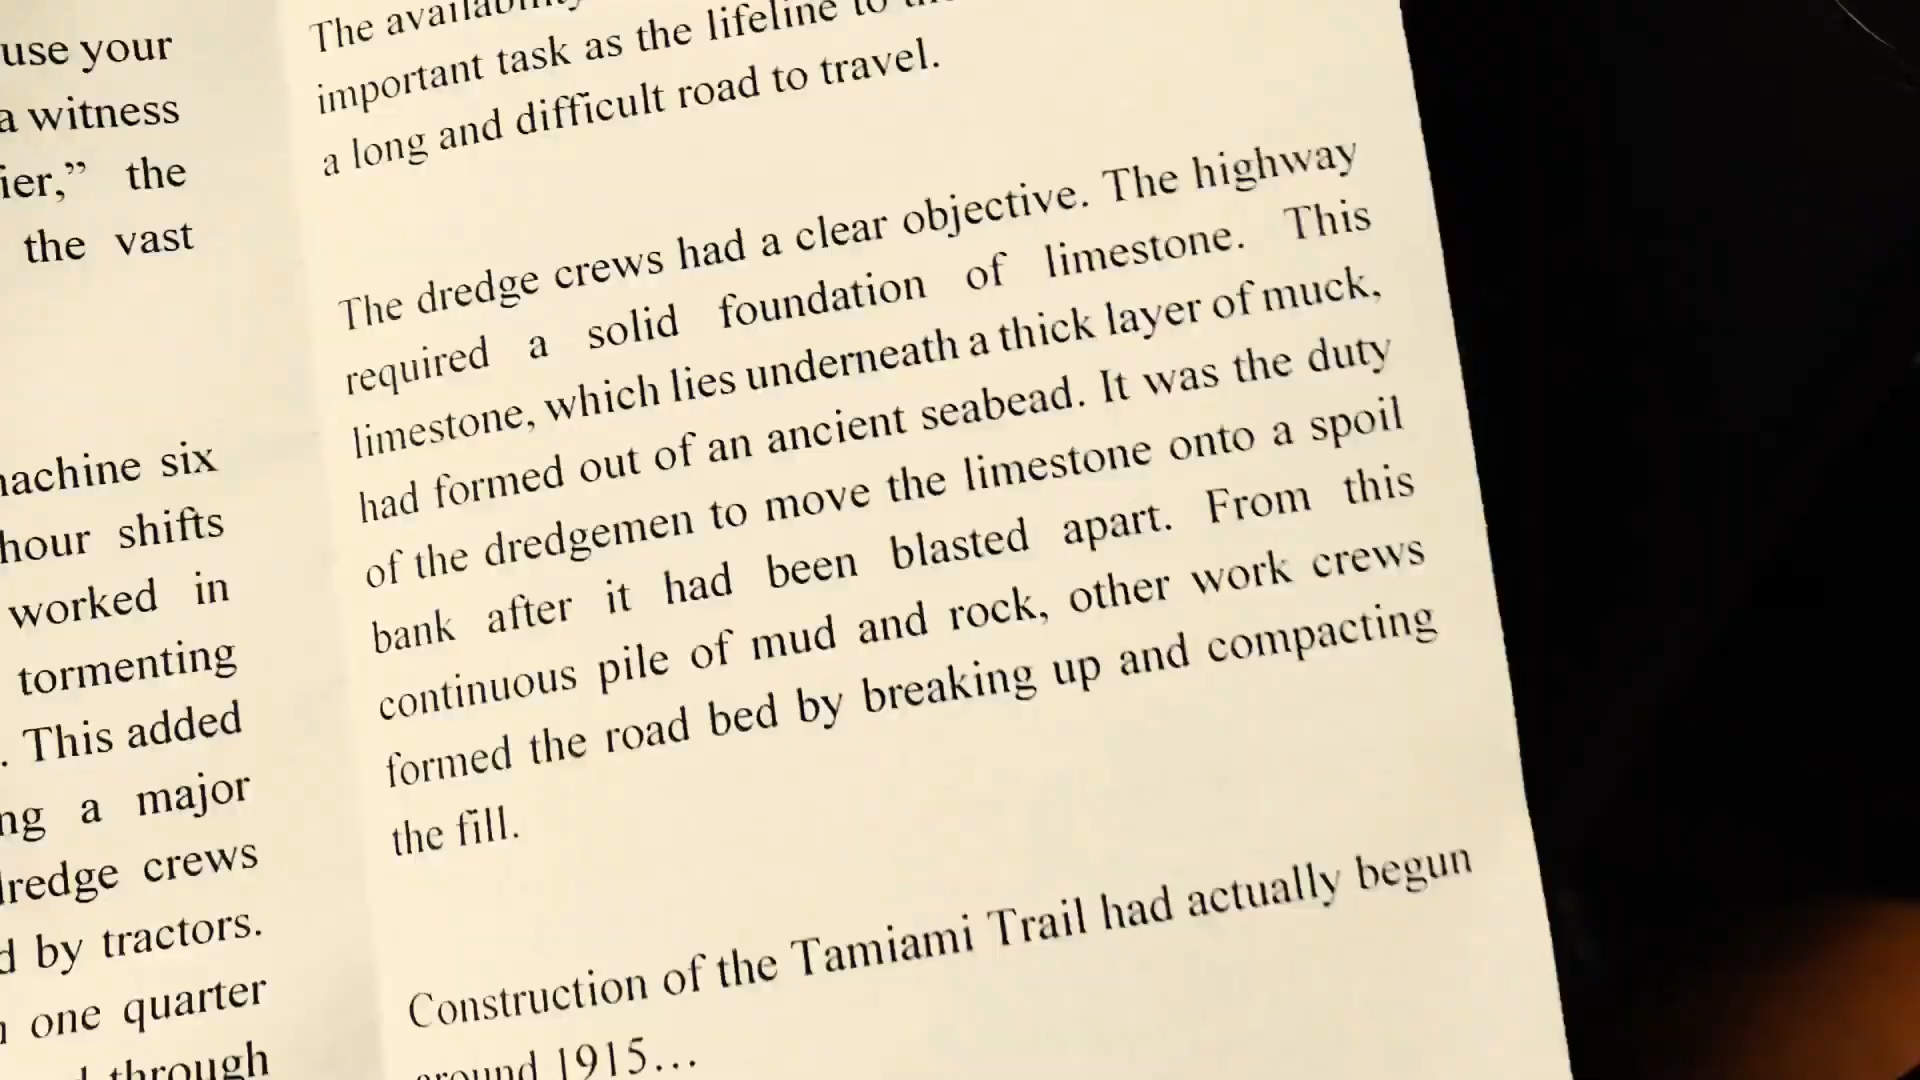 use your
a witness
ier,” the
the vast
machine six
hour shifts
worked in
tormenting
. This added
ng a major
dredge crews
d by tractors.
one quarter
through
The availability
important task as the lifeline to
a long and difficult road to travel.
The dredge crews had a clear objective. The highway
required a solid foundation of limestone. This
limestone, which lies underneath a thick layer of muck,
had formed out of an ancient seabead. It was the duty
of the dredgemen to move the limestone onto a spoil
bank after it had been blasted apart. From this
continuous pile of mud and rock, other work crews
formed the road bed by breaking up and compacting
the fill.
Construction of the Tamiami Trail had actually begun
around 1915...